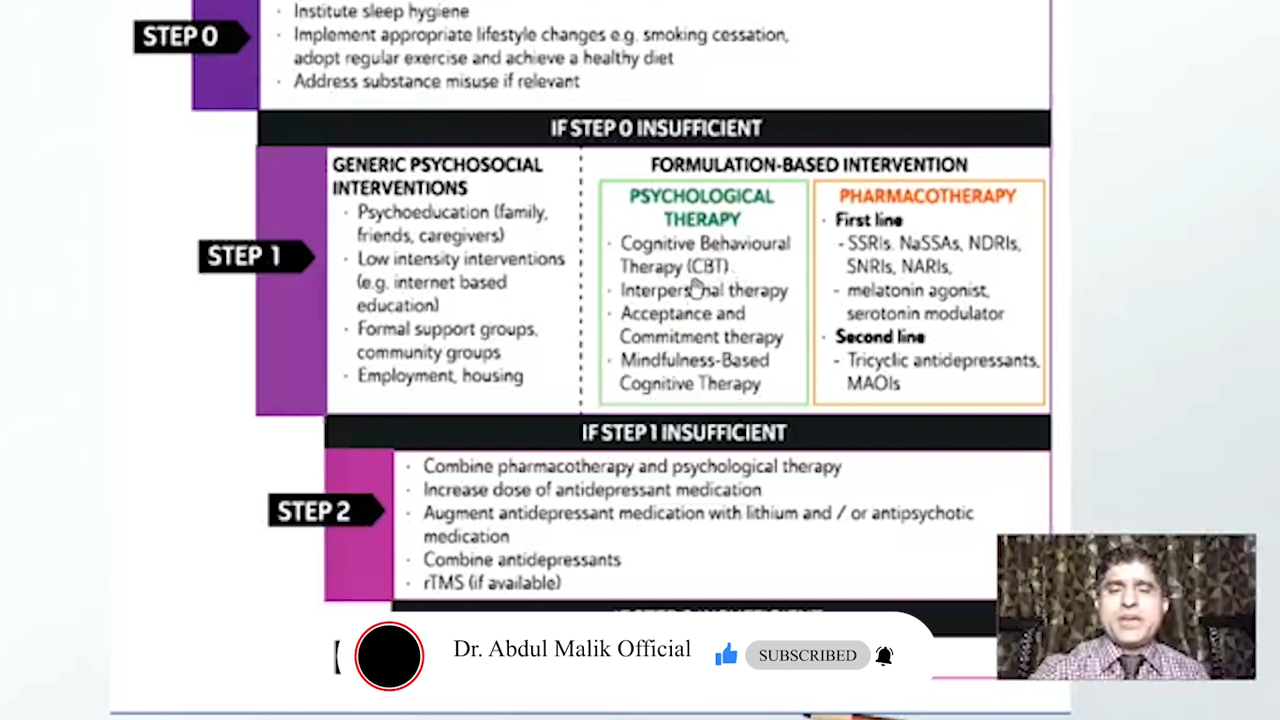 · Institute sleep hygiene
STEP 0
· Implement appropriate lifestyle changes e.g. smoking cessation,
adopt regular exercise and achieve a healthy diet
· Address substance misuse if relevant
IF STEP 0 INSUFFICIENT
STEP 1
GENERIC PSYCHOSOCIAL
INTERVENTIONS
· Psychoeducation (family,
friends, caregivers)
· Low intensity interventions
(e.g. internet based
education)
· Formal support groups,
community groups
· Employment, housing
FORMULATION-BASED INTERVENTION
PSYCHOLOGICAL
THERAPY
· Cognitive Behavioural
Therapy (CBT)
· Interpersonal therapy
· Acceptance and
Commitment therapy
· Mindfulness-Based
Cognitive Therapy
PHARMACOTHERAPY
· First line
- SSRIs, NaSSAs, NDRIs,
SNRIs, NARIs,
- melatonin agonist,
serotonin modulator
· Second line
- Tricyclic antidepressants,
MAOIs
IF STEP 1 INSUFFICIENT
STEP 2
· Combine pharmacotherapy and psychological therapy
· Increase dose of antidepressant medication
· Augment antidepressant medication with lithium and / or antipsychotic
medication
· Combine antidepressants
· rTMS (if available)
Dr. Abdul Malik Official
SUBSCRIBED